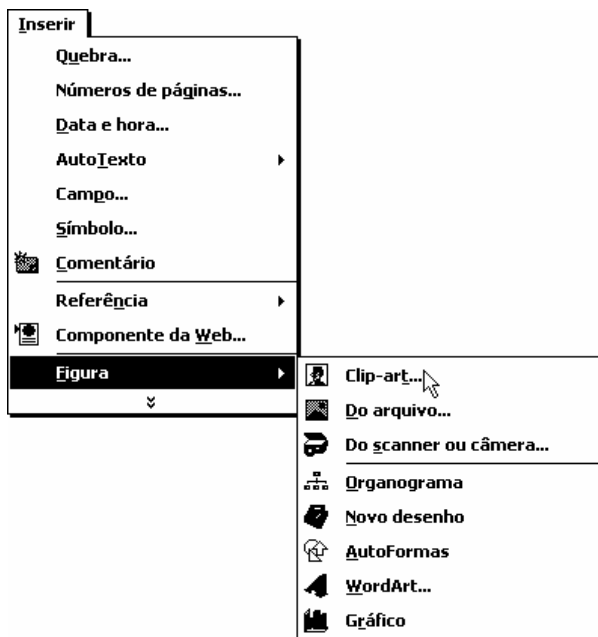 Inserir
Quebra...
Números de páginas...
Data e hora...
AutoTexto
Campo...
Símbolo...
Comentário
Referência
Componente da Web...
Figura
Clip-art...
Do arquivo...
Do scanner ou câmera...
Organograma
Novo desenho
AutoFormas
WordArt...
Gráfico